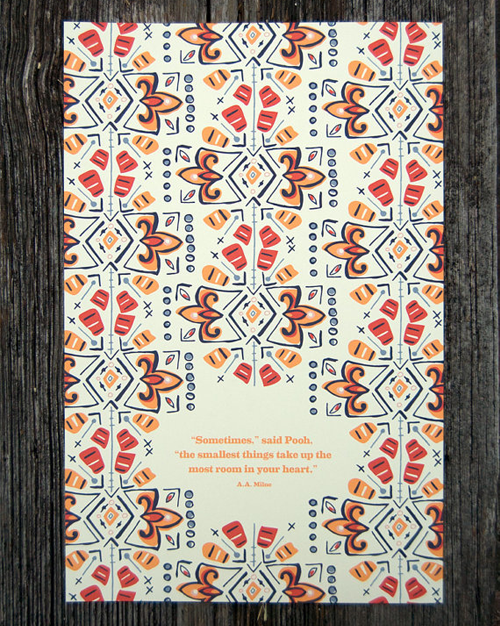 “Sometimes,” said Pooh,
“the smallest things take up the
most room in your heart.”
A.A. Milne